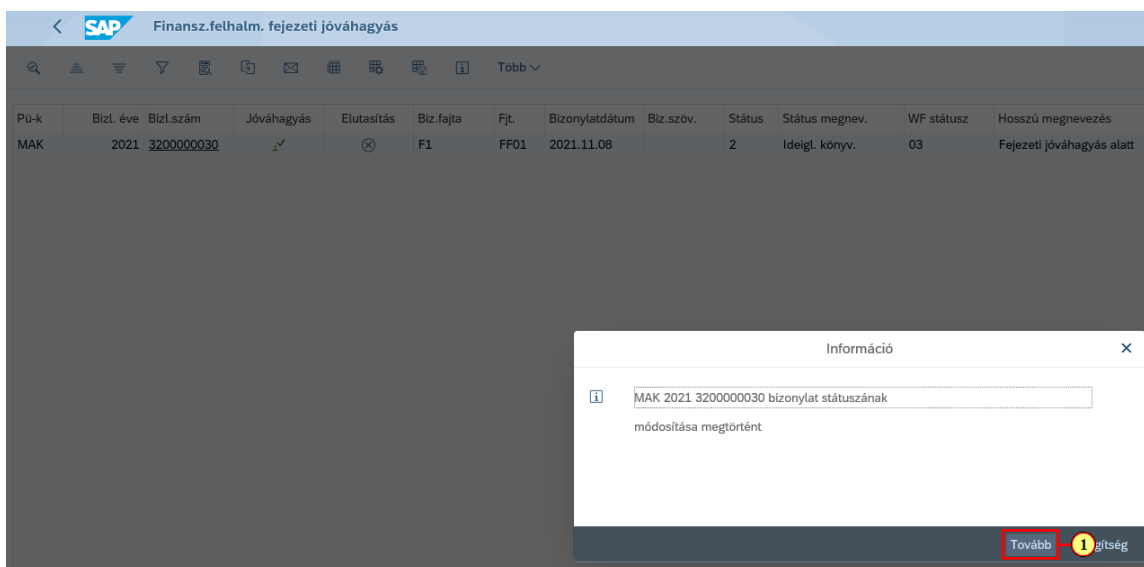 SAP Finansz.felhalm. fejezeti jóváhagyás
Több
Pü-k Bizl. éve Bizl.szám Jóváhagyás Elutasítás Biz.fajta Fjt. Bizonylatdátum Biz.szöv. Státus Státus megnev. WF státusz Hosszú megnevezés
MAK 2021 3200000030 F1 FF01 2021.11.08 2 Ideigl. könyv. 03 Fejezeti jóváhagyás alatt
Információ
MAK 2021 3200000030 bizonylat státuszának
módosítása megtörtént
Tovább 1 gítség